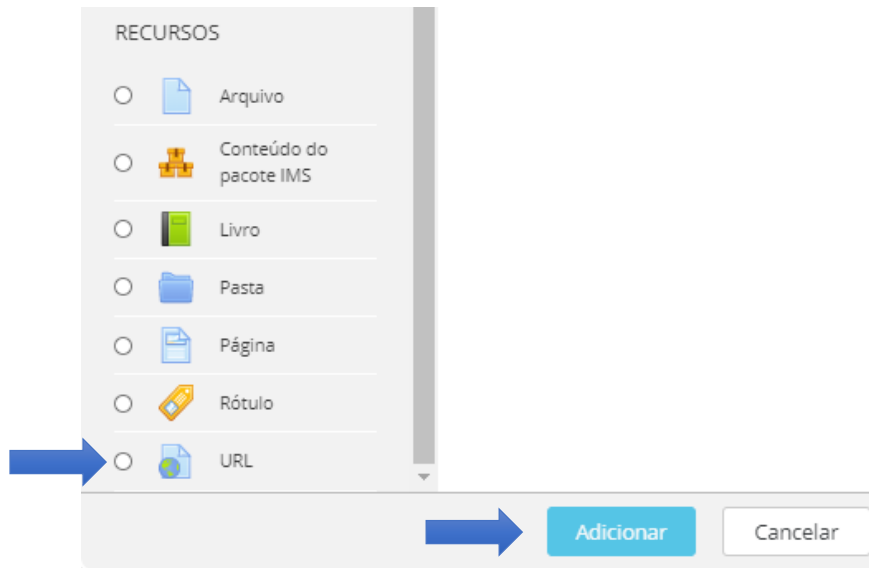 RECURSOS
Arquivo
Conteúdo do
pacote IMS
Livro
Pasta
Página
Rótulo
URL
Adicionar
Cancelar